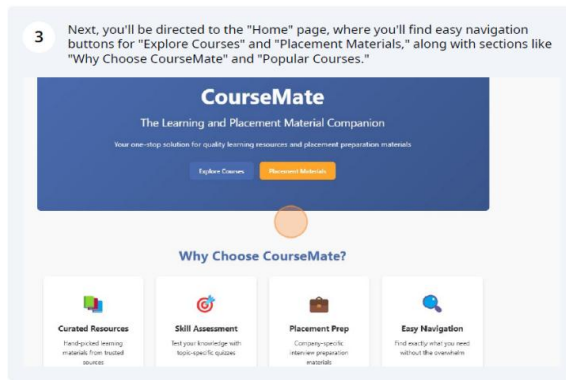 3
Next, you'll be directed to the "Home" page, where you'll find easy navigation
buttons for "Explore Courses" and "Placement Materials," along with sections like
"Why Choose CourseMate" and "Popular Courses."
CourseMate
The Learning and Placement Material Companion
Your one-stop solution for quality learning resources and placement preparation materials
Explore Courses
Placement Materials
Why Choose CourseMate?
Curated Resources
Hand-picked learning
materials from trusted
sources
Skill Assessment
Test your knowledge with
topic-specific quizzes
Placement Prep
Company-specific
interview preparation
materials
Easy Navigation
Find exactly what you need
without the overwhelm